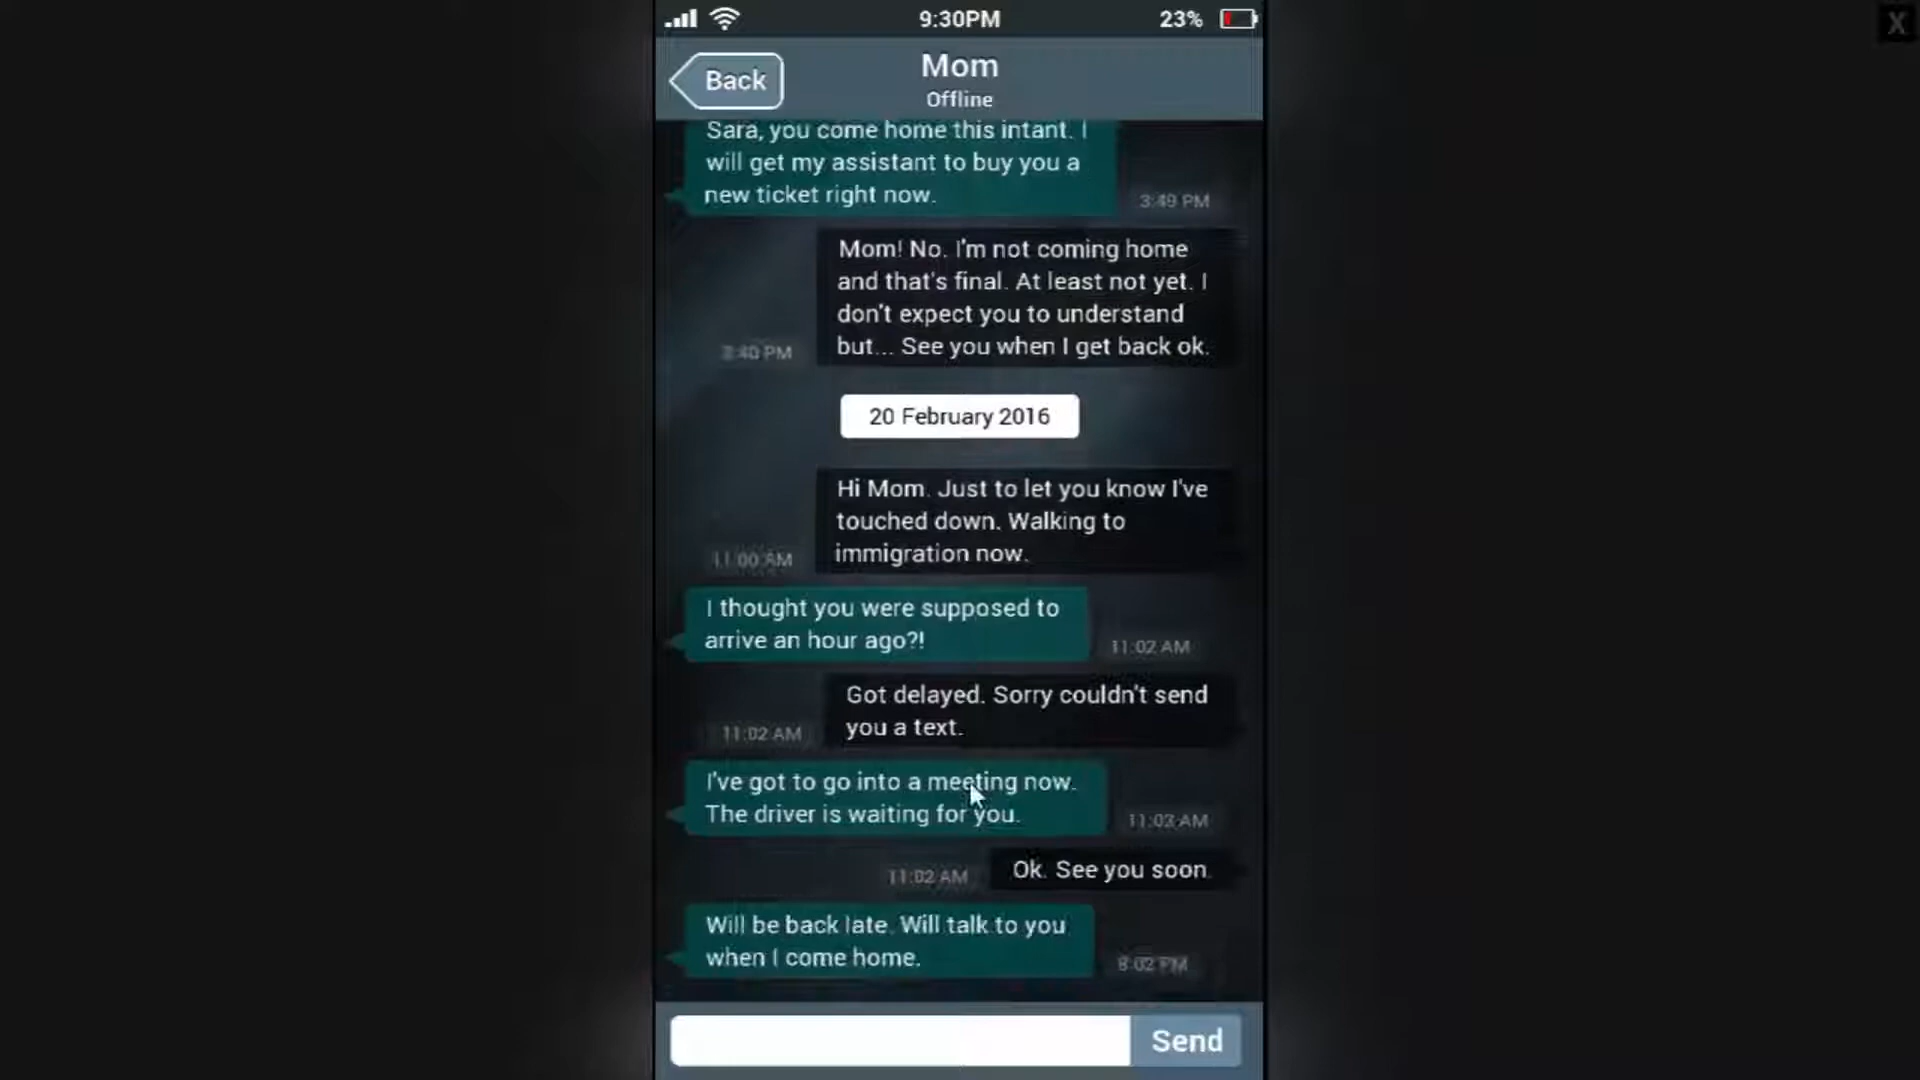 9:30PM
23%
X
Back
Mom
Offline
Sara, you come home this intant. I
will get my assistant to buy you a
new ticket right now.
3:49 PM
Mom! No. I'm not coming home
and that's final. At least not yet. I
don't expect you to understand
but... See you when I get back ok.
3:40 PM
20 February 2016
Hi Mom. Just to let you know I've
touched down. Walking to
immigration now.
11:00 AM
I thought you were supposed to
arrive an hour ago?!
11:02 AM
Got delayed. Sorry couldn't send
you a text.
11:02 AM
I've got to go into a meeting now.
The driver is waiting for you.
11:02 AM
Ok. See you soon.
11:02 AM
Will be back late. Will talk to you
when I come home.
8:02 PM
Send